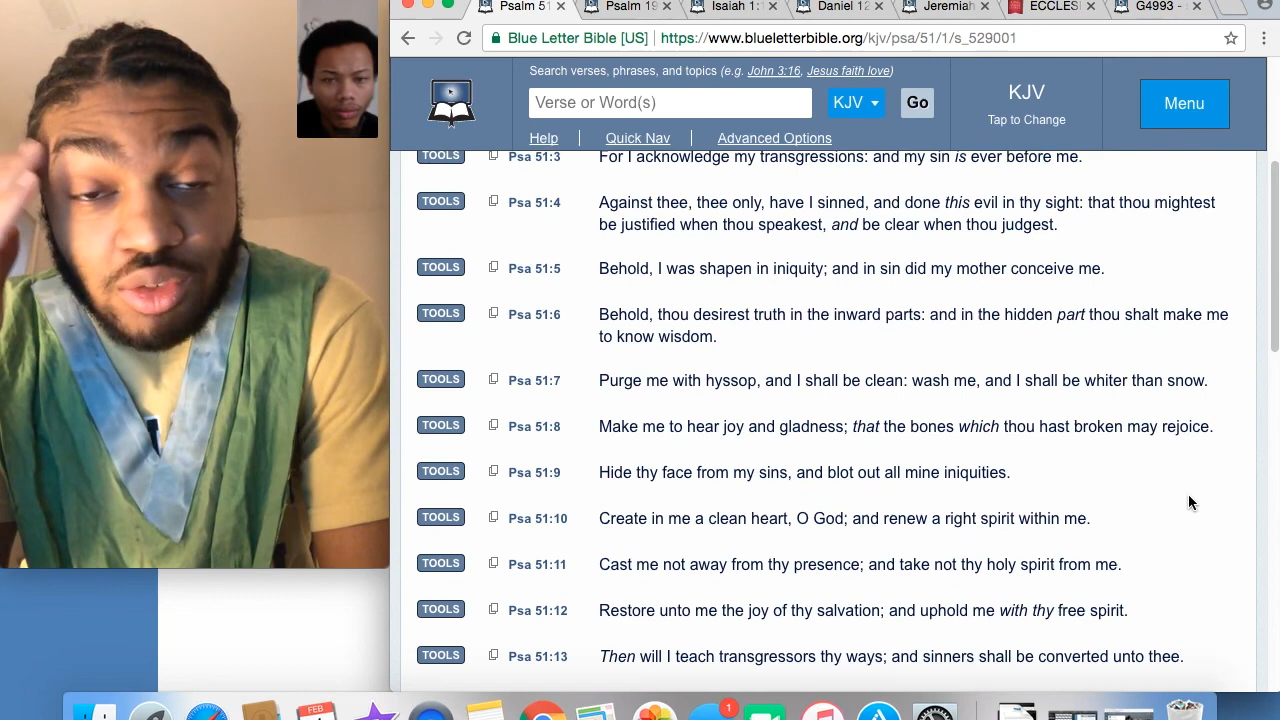 Psalm 51
Psalm 19
Isaiah 1:
Daniel 12
Jeremiah
ECCLES
G4993 -
Blue Letter Bible [US]
https://www.blueletterbible.org/kjv/psa/51/1/s_529001
Search verses, phrases, and topics (e.g. John 3:16, Jesus faith love)
Verse or Word(s)
KJV
Go
Help
Quick Nav
Advanced Options
KJV
Tap to Change
Menu
TOOLS Psa 51:3 For I acknowledge my transgressions: and my sin is ever before me.
TOOLS Psa 51:4 Against thee, thee only, have I sinned, and done this evil in thy sight: that thou mightest
be justified when thou speakest, and be clear when thou judgest.
TOOLS Psa 51:5 Behold, I was shapen in iniquity; and in sin did my mother conceive me.
TOOLS Psa 51:6 Behold, thou desirest truth in the inward parts: and in the hidden part thou shalt make me
to know wisdom.
TOOLS Psa 51:7 Purge me with hyssop, and I shall be clean: wash me, and I shall be whiter than snow.
TOOLS Psa 51:8 Make me to hear joy and gladness; that the bones which thou hast broken may rejoice.
TOOLS Psa 51:9 Hide thy face from my sins, and blot out all mine iniquities.
TOOLS Psa 51:10 Create in me a clean heart, O God; and renew a right spirit within me.
TOOLS Psa 51:11 Cast me not away from thy presence; and take not thy holy spirit from me.
TOOLS Psa 51:12 Restore unto me the joy of thy salvation; and uphold me with thy free spirit.
TOOLS Psa 51:13 Then will I teach transgressors thy ways; and sinners shall be converted unto thee.
FEB
1